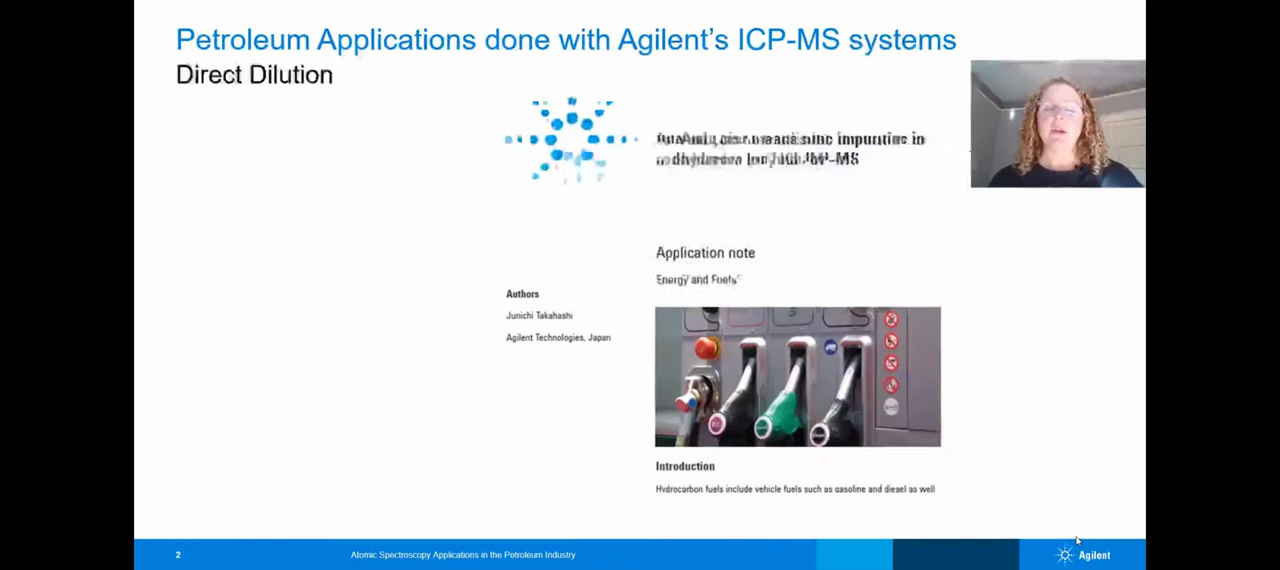 Petroleum Applications done with Agilent's ICP-MS systems
Direct Dilution
impurities in
Application note
Energy and Fuels
Authors
Junichi Takahashi
Agilent Technologies, Japan
Introduction
Hydrocarbon fuels include vehicle fuels such as gasoline and diesel as well
2
Atomic Spectroscopy Applications in the Petroleum Industry
Agilent